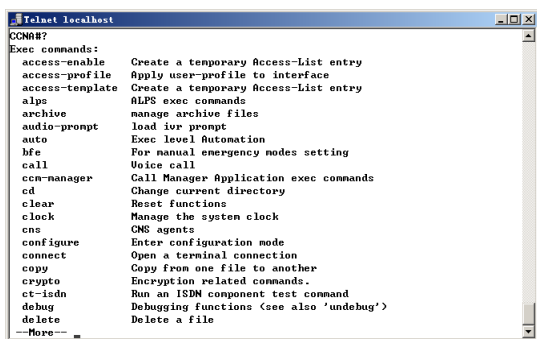 Telnet localhost
CCNA#?
Exec commands:
  access-enable    Create a temporary Access-List entry
  access-profile   Apply user-profile to interface
  access-template  Create a temporary Access-List entry
  alps             ALPS exec commands
  archive          manage archive files
  audio-prompt     load ivr prompt
  auto             Exec level Automation
  bfe              For manual emergency modes setting
  call             Voice call
  ccm-manager      Call Manager Application exec commands
  cd               Change current directory
  clear            Reset functions
  clock            Manage the system clock
  cns              CNS agents
  configure        Enter configuration mode
  connect          Open a terminal connection
  copy             Copy from one file to another
  crypto           Encryption related commands.
  ct-isdn          Run an ISDN component test command
  debug            Debugging functions (see also 'undebug')
  delete           Delete a file
 --More-- _